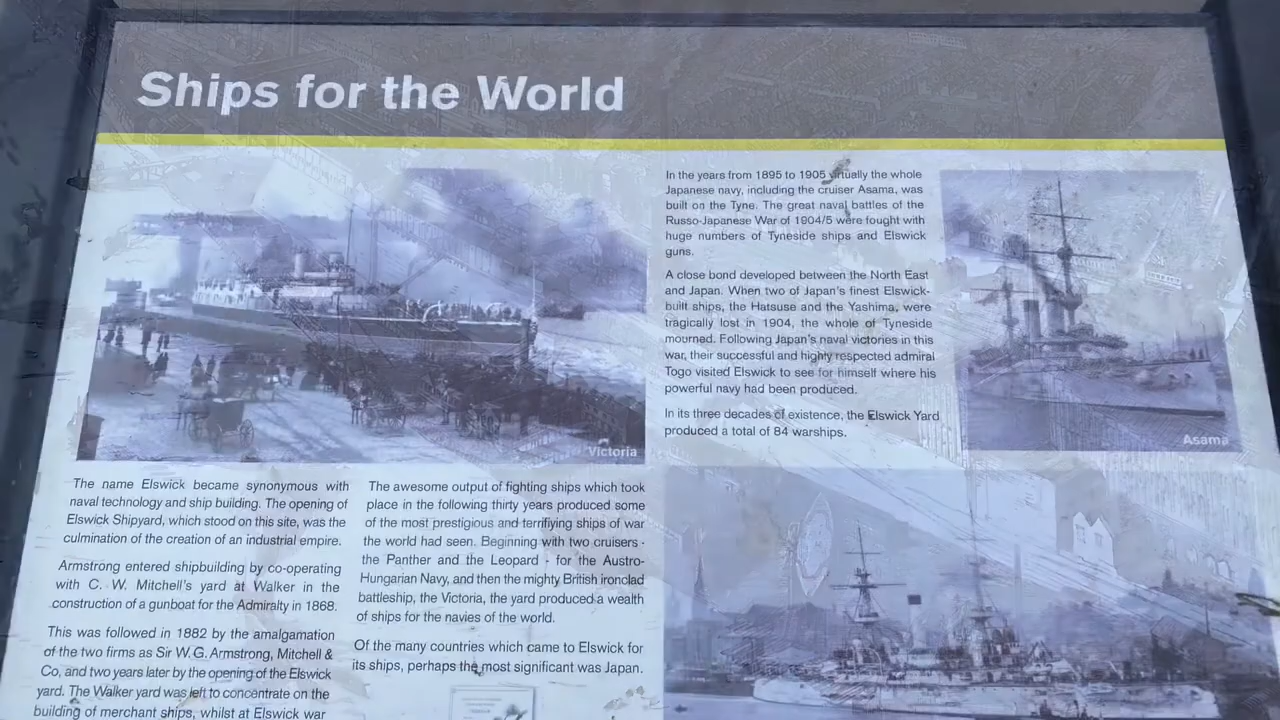 Ships for the World
Victoria
The name Elswick became synonymous with
naval technology and ship building. The opening of
Elswick Shipyard, which stood on this site, was the
culmination of the creation of an industrial empire.
Armstrong entered shipbuilding by co-operating
with C. W. Mitchell's yard at Walker in the
construction of a gunboat for the Admiralty in 1868.
This was followed in 1882 by the amalgamation
of the two firms as Sir W.G. Armstrong, Mitchell &
Co, and two years later by the opening of the Elswick
yard. The Walker yard was left to concentrate on the
building of merchant ships, whilst at Elswick war
The awesome output of fighting ships which took
place in the following thirty years produced some
of the most prestigious and terrifiying ships of war
the world had seen. Beginning with two cruisers -
the Panther and the Leopard - for the Austro-
Hungarian Navy, and then the mighty British ironclad
battleship, the Victoria, the yard produced a wealth
of ships for the navies of the world.
Of the many countries which came to Elswick for
its ships, perhaps the most significant was Japan.
In the years from 1895 to 1905 virtually the whole
Japanese navy, including the cruiser Asama, was
built on the Tyne. The great naval battles of the
Russo-Japanese War of 1904/5 were fought with
huge numbers of Tyneside ships and Elswick
guns.
A close bond developed between the North East
and Japan. When two of Japan's finest Elswick-
built ships, the Hatsuse and the Yashima, were
tragically lost in 1904, the whole of Tyneside
mourned. Following Japan's naval victories in this
war, their successful and highly respected admiral
Togo visited Elswick to see for himself where his
powerful navy had been produced.
In its three decades of existence, the Elswick Yard
produced a total of 84 warships.
Asama